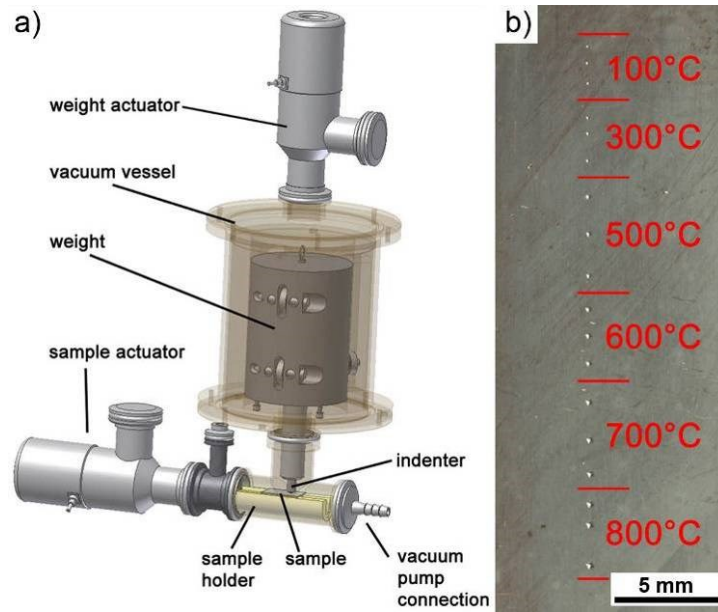 a)
weight actuator
vacuum vessel
weight
sample actuator
indenter
sample
holder
sample
vacuum
pump
connection
b)
100°C
300°C
500°C
600°C
700°C
800°C
5 mm